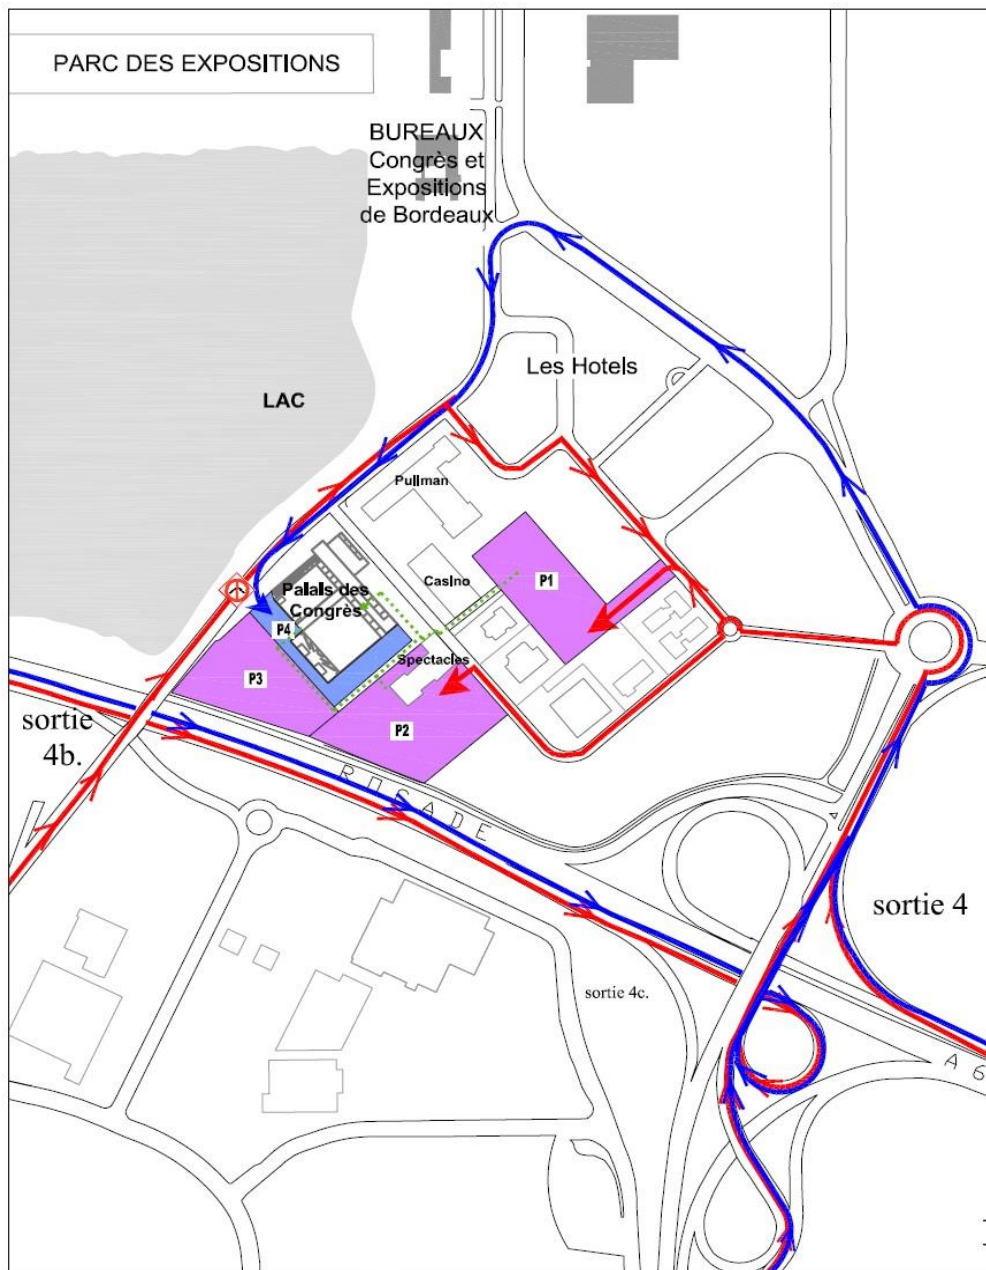 PARC DES EXPOSITIONS
BUREAUX
Congrès et
Expositions
de Bordeaux
Les Hotels
LAC
Pullman
Casino
P1
Palais des
Congrès
P4
Spectacles
P3
P2
sortie
4b.
ROCADE
sortie 4
sortie 4c.
A 6